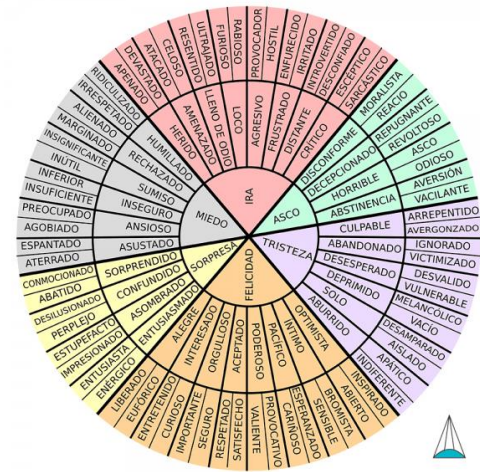 IRA
HERIDO
AMENAZADO
LLENO DE ODIO
LOCO
AGRESIVO
FRUSTRADO
DISTANTE
CRÍTICO
APENADO
DEVASTADO
ATACADO
CELOSO
RESENTIDO
ULTRAJADO
FURIOSO
RABIOSO
PROVOCADOR
HOSTIL
ENFURECIDO
IRRITADO
INTROVERTIDO
DESCONFIADO
ESCÉPTICO
SARCÁSTICO
ASCO
DISCONFORME
DECEPCIONADO
HORRIBLE
ABSTINENCIA
MORALISTA
REACIO
REPUGNANTE
REVOLTOSO
ASCO
ODIOSO
AVERSIÓN
VACILANTE
TRISTEZA
CULPABLE
ABANDONADO
DESESPERADO
DEPRIMIDO
SOLO
ABURRIDO
ARREPENTIDO
AVERGONZADO
IGNORADO
VICTIMIZADO
DESVALIDO
VULNERABLE
MELANCÓLICO
VACÍO
DESAMPARADO
AISLADO
APÁTICO
INDIFERENTE
FELICIDAD
OPTIMISTA
INTIMO
PACÍFICO
PODEROSO
ACEPTADO
ORGULLOSO
INTERESADO
ALEGRE
INSPIRADO
ABIERTO
BROMISTA
SENSIBLE
ESPERANZADO
CARIÑOSO
PROVOCATIVO
VALIENTE
SATISFECHO
RESPETADO
SEGURO
IMPORTANTE
CURIOSO
ENTRETENIDO
EUFÓRICO
LIBERADO
SORPRESA
ENTUSIASMADO
ASOMBRADO
CONFUNDIDO
SORPRENDIDO
ENÉRGICO
ENTUSIASTA
IMPRESIONADO
ESTUPEFACTO
PERPLEJO
DESILUSIONADO
ABATIDO
CONMOCIONADO
MIEDO
ASUSTADO
ANSIOSO
INSEGURO
SUMISO
RECHAZADO
HUMILLADO
ATERRADO
ESPANTADO
AGOBIADO
PREOCUPADO
INSUFICIENTE
INFERIOR
INÚTIL
INSIGNIFICANTE
MARGINADO
ALIENADO
IRRESPETADO
RIDICULIZADO